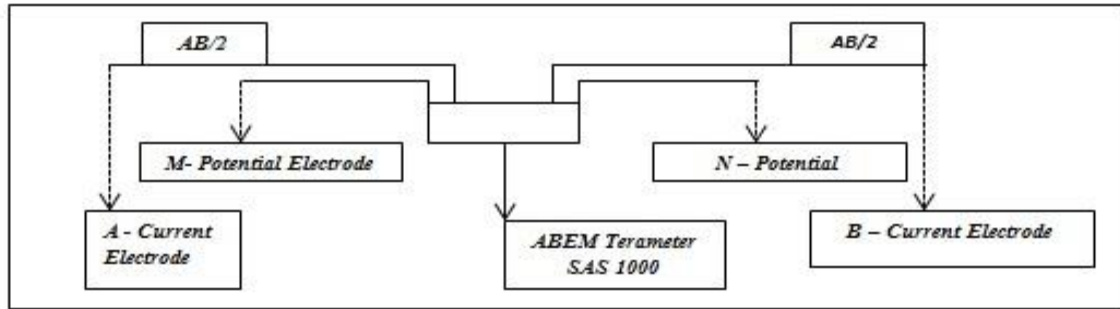 AB/2
AB/2
M- Potential Electrode
N – Potential
A - Current
Electrode
ABEM Terameter
SAS 1000
B – Current Electrode